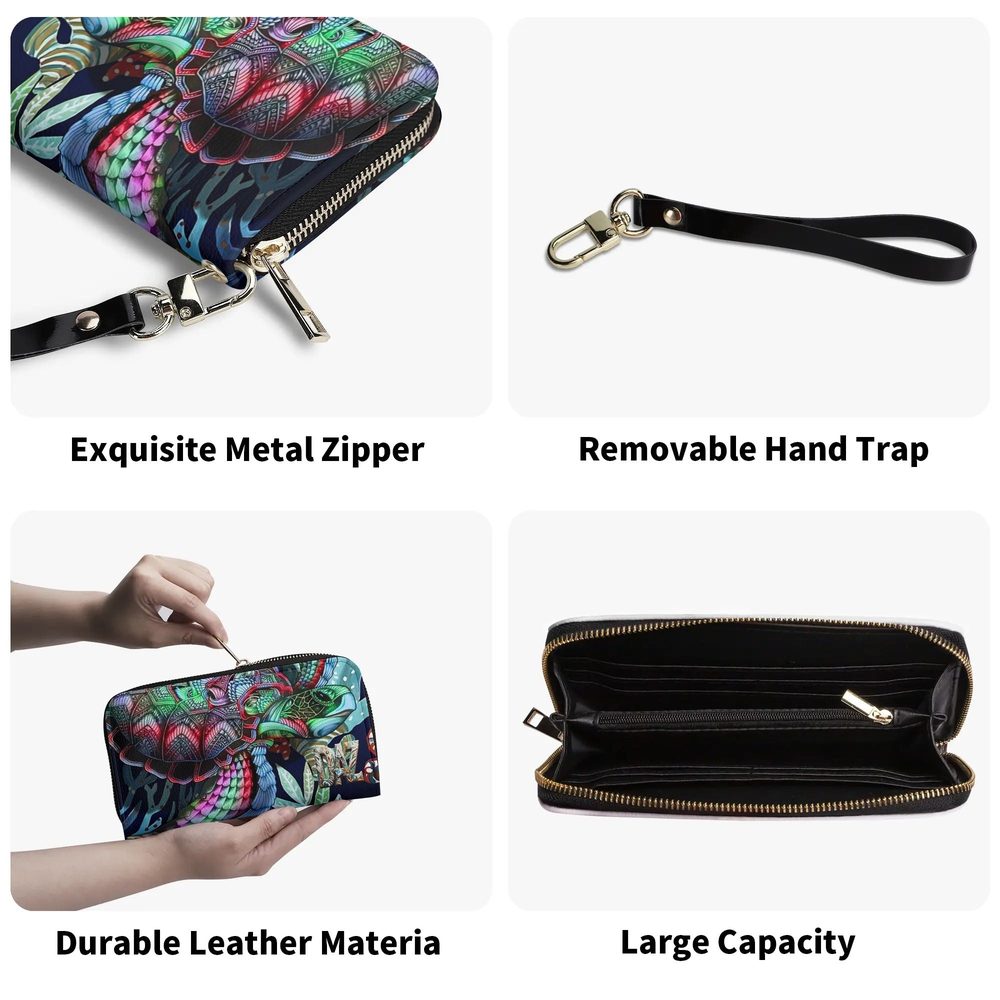 Exquisite Metal Zipper
Removable Hand Trap
Durable Leather Materia
Large Capacity